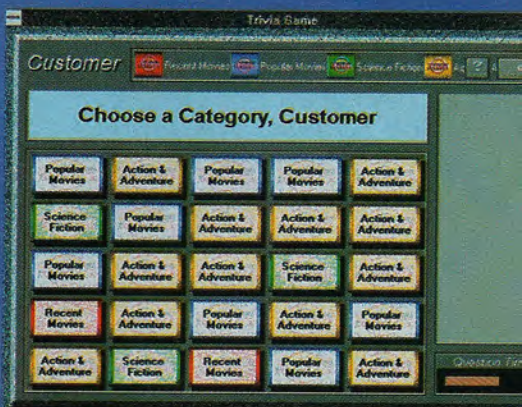 Trivia Game
Customer Recent Movies Popular Movies Science Fiction ?
Choose a Category, Customer
Popular Movies Action & Adventure Popular Movies Popular Movies Action & Adventure
Science Fiction Popular Movies Action & Adventure Action & Adventure Action & Adventure
Popular Movies Action & Adventure Action & Adventure Science Fiction Action & Adventure
Recent Movies Action & Adventure Popular Movies Action & Adventure Popular Movies
Action & Adventure Science Fiction Recent Movies Popular Movies Action & Adventure
Question